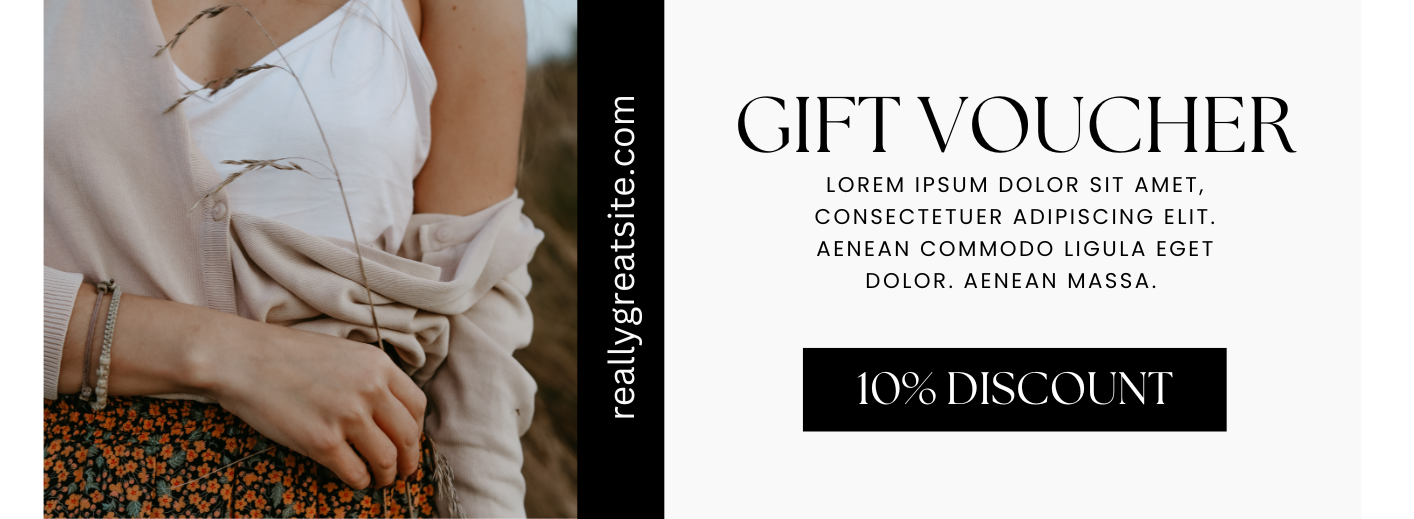 reallygreatsite.com
GIFT VOUCHER
LOREM IPSUM DOLOR SIT AMET,
CONSECTETUER ADIPISCING ELIT.
AENEAN COMMODO LIGULA EGET
DOLOR. AENEAN MASSA.
10% DISCOUNT